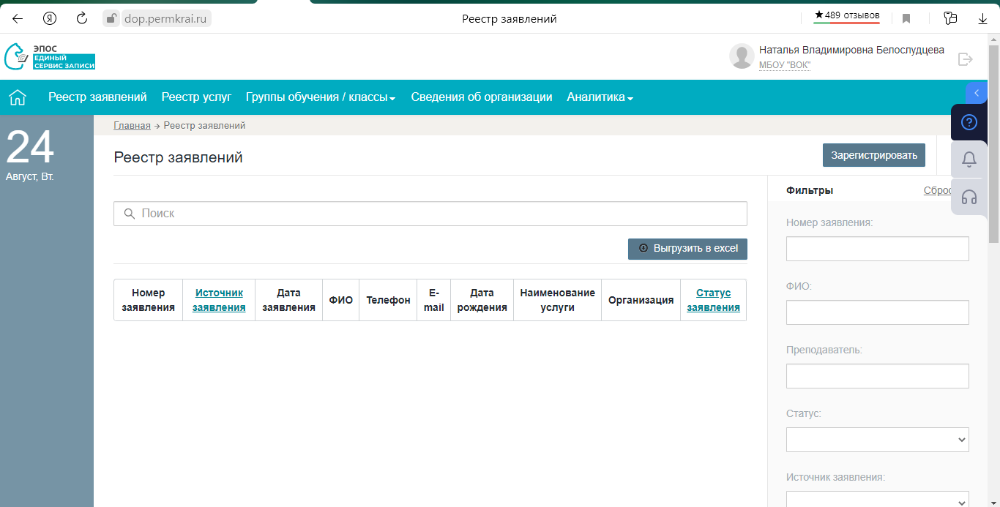 dop.permkrai.ru
Реестр заявлений
★489 отзывов
ЭПОС
ЕДИНЫЙ
СЕРВИС ЗАПИСИ
Наталья Владимировна Белослудцева
МБОУ "ВОК"
Реестр заявлений
Реестр услуг
Группы обучения / классы
Сведения об организации
Аналитика
24
Август, Вт.
Главная → Реестр заявлений
Реестр заявлений
Зарегистрировать
Поиск
Выгрузить в excel
Номер
заявления
Источник
заявления
Дата
заявления
ФИО
Телефон
E-
mail
Дата
рождения
Наименование
услуги
Организация
Статус
заявления
Фильтры
Сброс
Номер заявления:
ФИО:
Преподаватель:
Статус:
Источник заявления: